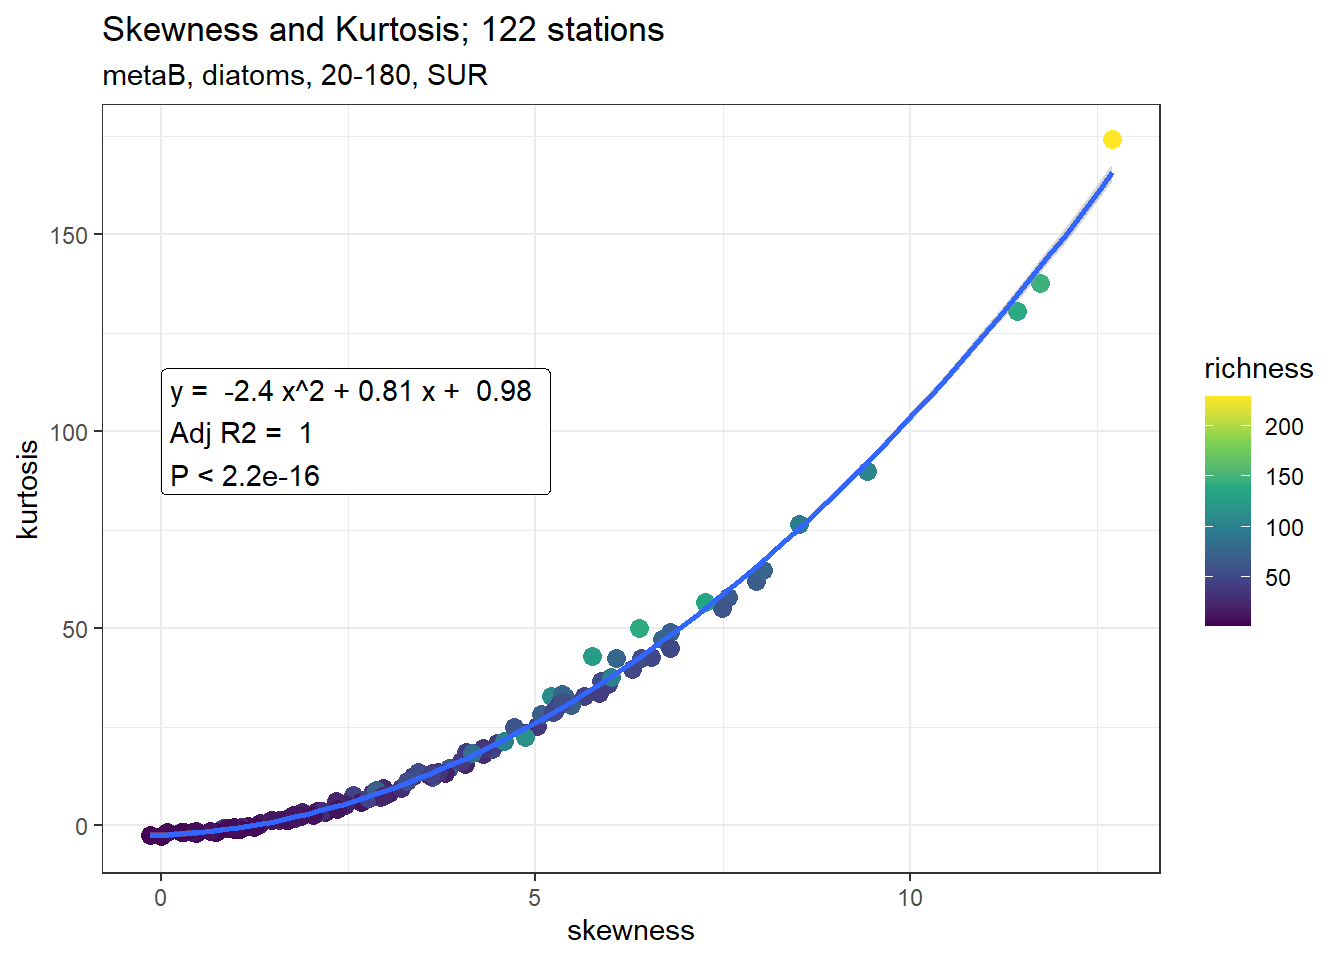 Skewness and Kurtosis; 122 stations
metaB, diatoms, 20-180, SUR
150
100
50
0
kurtosis
y =  -2.4 x^2 + 0.81 x +  0.98
Adj R2 =  1
P < 2.2e-16
0
5
10
skewness
richness
200
150
100
50